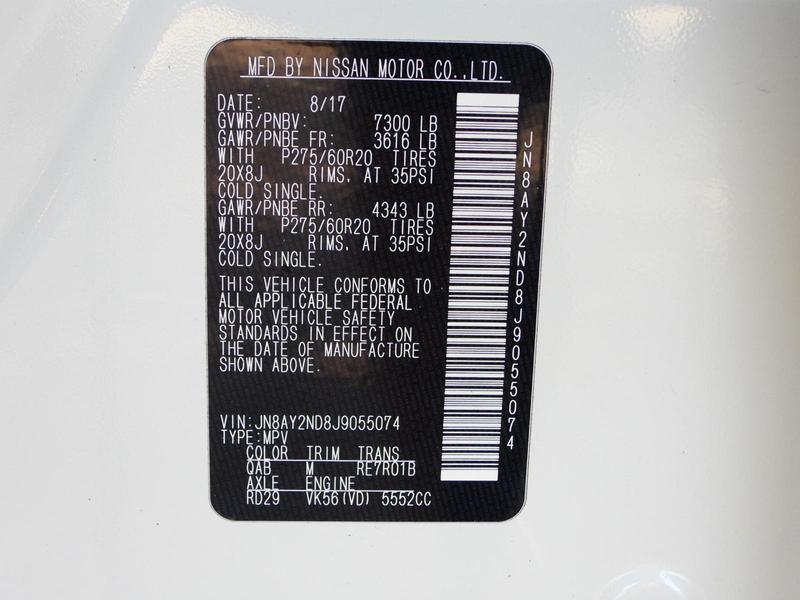 MFD BY NISSAN MOTOR CO.,LTD.
DATE: 8/17
GVWR/PNBV: 7300 LB
GAWR/PNBE FR: 3616 LB
WITH P275/60R20 TIRES
20X8J RIMS, AT 35PSI
COLD SINGLE.
GAWR/PNBE RR: 4343 LB
WITH P275/60R20 TIRES
20X8J RIMS, AT 35PSI
COLD SINGLE.
THIS VEHICLE CONFORMS TO
ALL APPLICABLE FEDERAL
MOTOR VEHICLE SAFETY
STANDARDS IN EFFECT ON
THE DATE OF MANUFACTURE
SHOWN ABOVE.
VIN:JN8AY2ND8J9055074
TYPE:MPV
COLOR TRIM TRANS
QAB M RE7R01B
AXLE ENGINE
RD29 VK56(VD) 5552CC
JN8AY2ND8J9055074